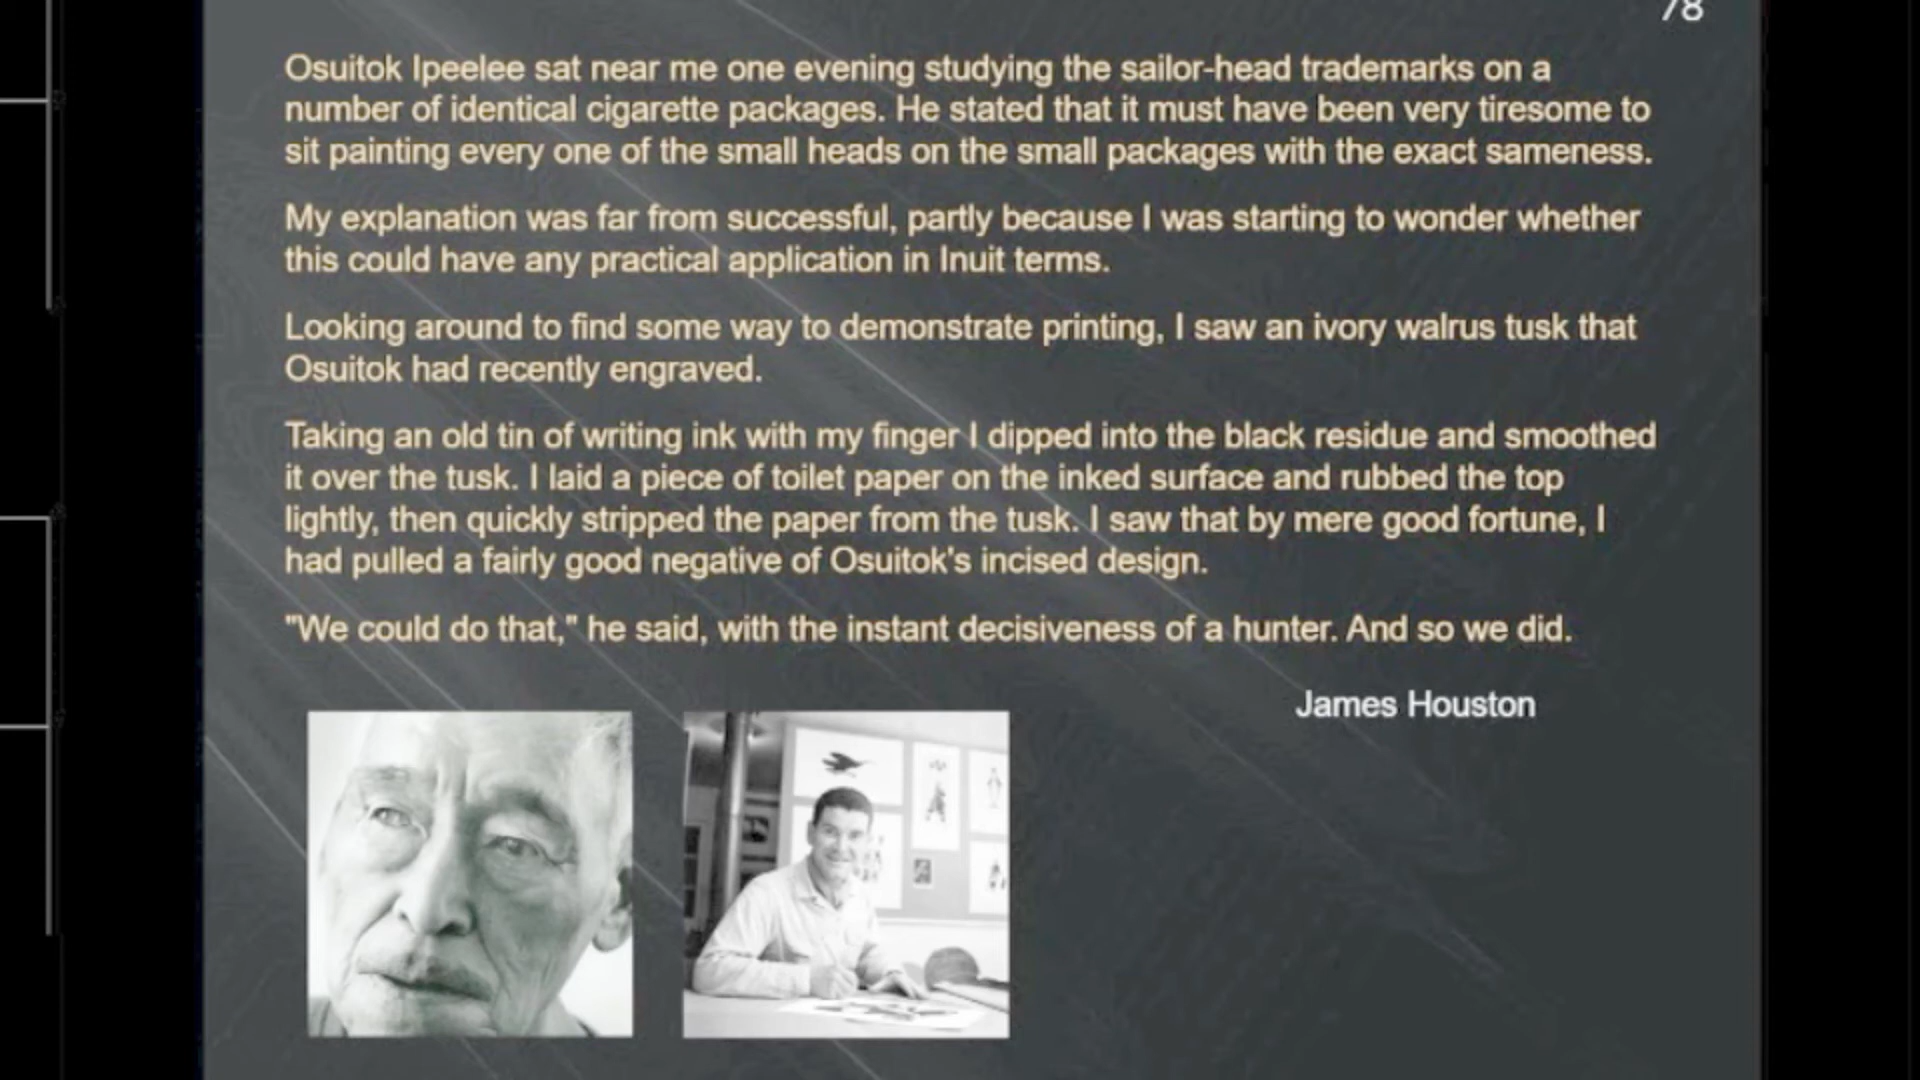 78
Osuitok Ipeelee sat near me one evening studying the sailor-head trademarks on a
number of identical cigarette packages. He stated that it must have been very tiresome to
sit painting every one of the small heads on the small packages with the exact sameness.
My explanation was far from successful, partly because I was starting to wonder whether
this could have any practical application in Inuit terms.
Looking around to find some way to demonstrate printing, I saw an ivory walrus tusk that
Osuitok had recently engraved.
Taking an old tin of writing ink with my finger I dipped into the black residue and smoothed
it over the tusk. I laid a piece of toilet paper on the inked surface and rubbed the top
lightly, then quickly stripped the paper from the tusk. I saw that by mere good fortune, I
had pulled a fairly good negative of Osuitok's incised design.
"We could do that," he said, with the instant decisiveness of a hunter. And so we did.
James Houston